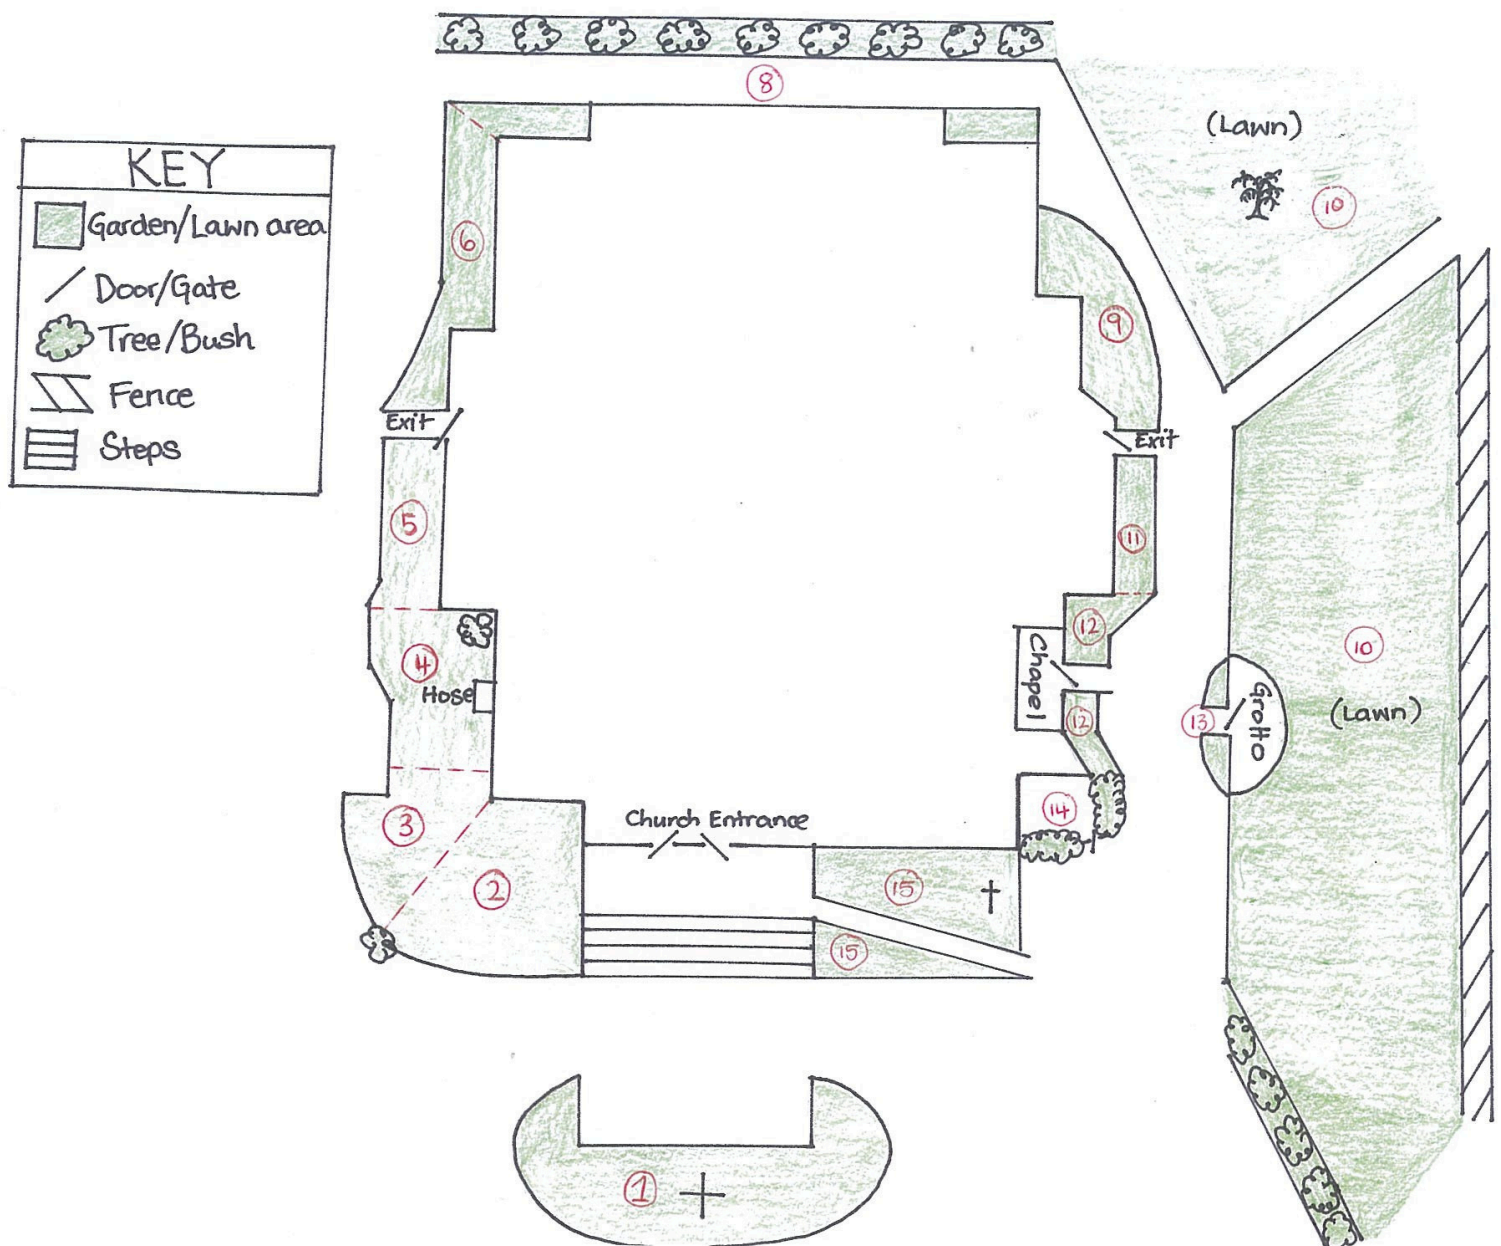 8
(Lawn)
10
KEY
Garden/Lawn area
Door/Gate
Tree/Bush
Fence
Steps
6
9
Exit
Exit
5
11
12
4
Hose
Chapel
10
(Lawn)
12
13
Grotto
3
14
Church Entrance
2
15
15
1